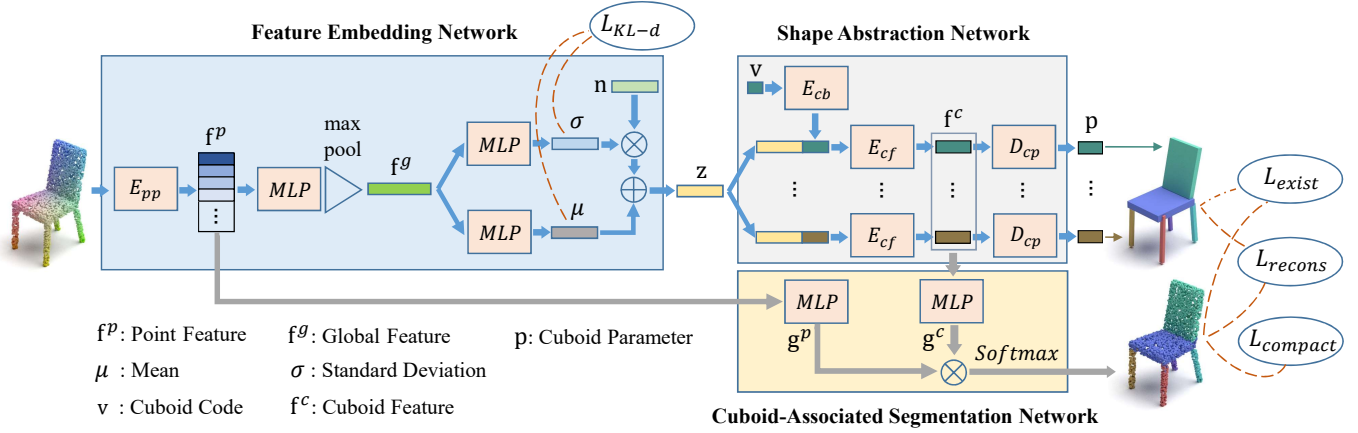 Feature Embedding Network
L_{KL-d}
Shape Abstraction Network
n
v
E_{cb}
f^p
max
pool
σ
MLP
f^c
p
E_{pp}
MLP
f^g
z
E_{cf}
D_{cp}
L_{exist}
μ
MLP
E_{cf}
D_{cp}
L_{recons}
MLP
MLP
g^p
g^c
Softmax
L_{compact}
f^p: Point Feature
f^g: Global Feature
p: Cuboid Parameter
μ : Mean
σ : Standard Deviation
v : Cuboid Code
f^c: Cuboid Feature
Cuboid-Associated Segmentation Network